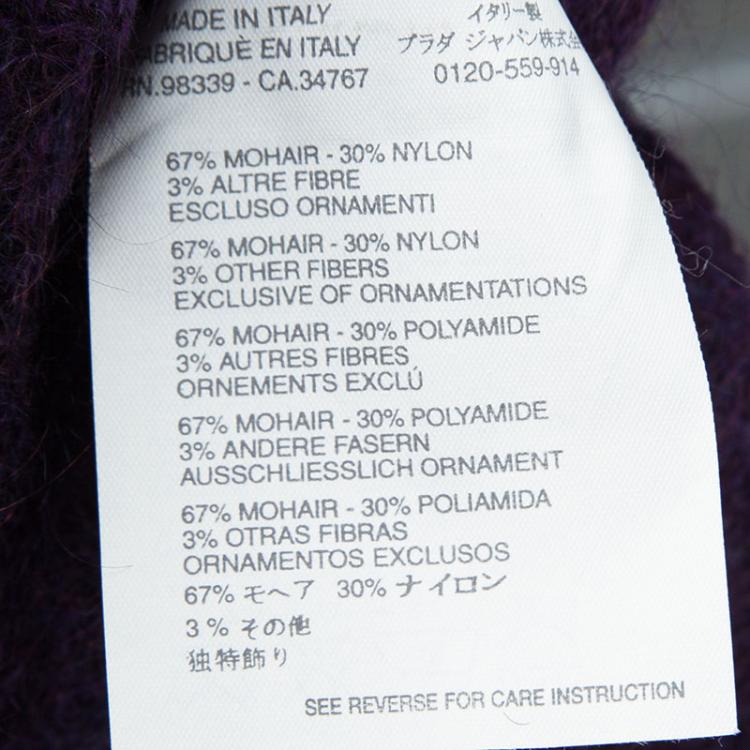 MADE IN ITALY
FABRIQUÈ EN ITALY
RN.98339 - CA.34767
イタリー製
プラダ ジャパン株式会
0120-559-914
67% MOHAIR - 30% NYLON
3% ALTRE FIBRE
ESCLUSO ORNAMENTI
67% MOHAIR - 30% NYLON
3% OTHER FIBERS
EXCLUSIVE OF ORNAMENTATIONS
67% MOHAIR - 30% POLYAMIDE
3% AUTRES FIBRES
ORNEMENTS EXCLÚ
67% MOHAIR - 30% POLYAMIDE
3% ANDERE FASERN
AUSSCHLIESSLICH ORNAMENT
67% MOHAIR - 30% POLIAMIDA
3% OTRAS FIBRAS
ORNAMENTOS EXCLUSOS
67% モヘア 30% ナイロン
3% その他
独特飾り
SEE REVERSE FOR CARE INSTRUCTION